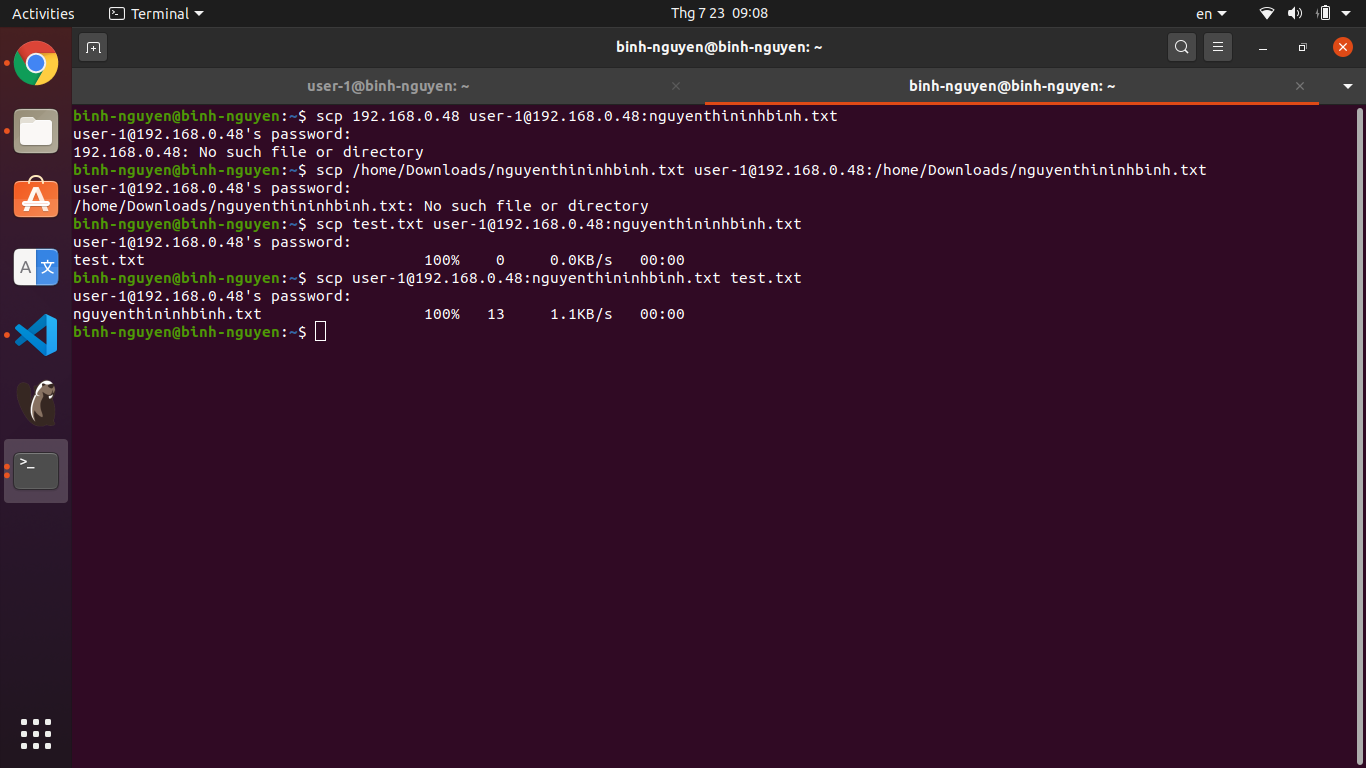 Activities Terminal Thg 7 23 09:08 en
binh-nguyen@binh-nguyen: ~
user-1@binh-nguyen: ~ binh-nguyen@binh-nguyen: ~
binh-nguyen@binh-nguyen:~$ scp 192.168.0.48 user-1@192.168.0.48:nguyenthininhbinh.txt
user-1@192.168.0.48's password:
192.168.0.48: No such file or directory
binh-nguyen@binh-nguyen:~$ scp /home/Downloads/nguyenthininhbinh.txt user-1@192.168.0.48:/home/Downloads/nguyenthininhbinh.txt
user-1@192.168.0.48's password:
/home/Downloads/nguyenthininhbinh.txt: No such file or directory
binh-nguyen@binh-nguyen:~$ scp test.txt user-1@192.168.0.48:nguyenthininhbinh.txt
user-1@192.168.0.48's password:
test.txt 100% 0 0.0KB/s 00:00
binh-nguyen@binh-nguyen:~$ scp user-1@192.168.0.48:nguyenthininhbinh.txt test.txt
user-1@192.168.0.48's password:
nguyenthininhbinh.txt 100% 13 1.1KB/s 00:00
binh-nguyen@binh-nguyen:~$
A 文
>_